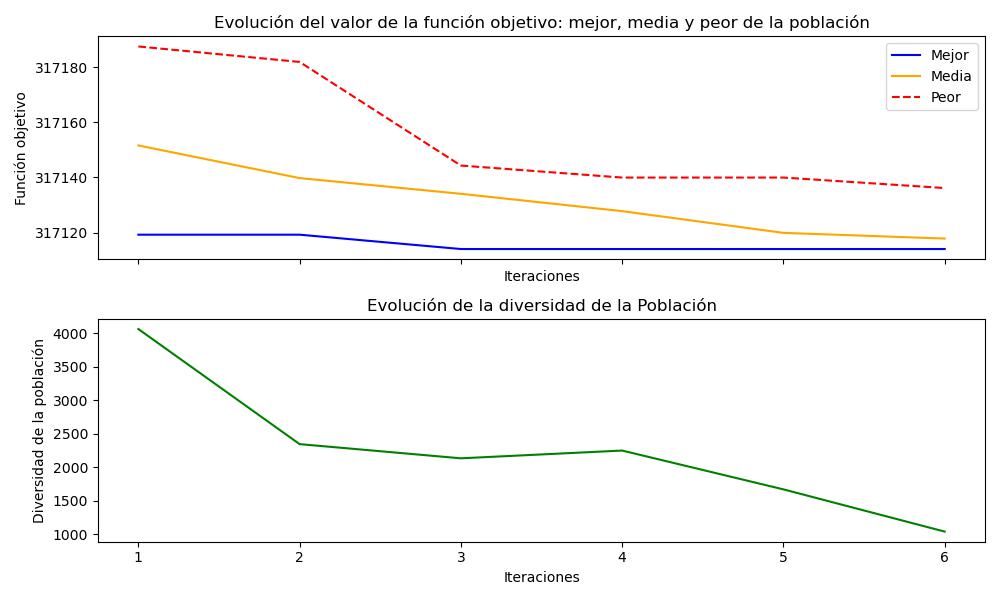 Evolución del valor de la función objetivo: mejor, media y peor de la población
Función objetivo
317180
317160
317140
317120
Mejor
Media
Peor
Iteraciones
Evolución de la diversidad de la Población
Diversidad de la población
4000
3500
3000
2500
2000
1500
1000
1 2 3 4 5 6
Iteraciones